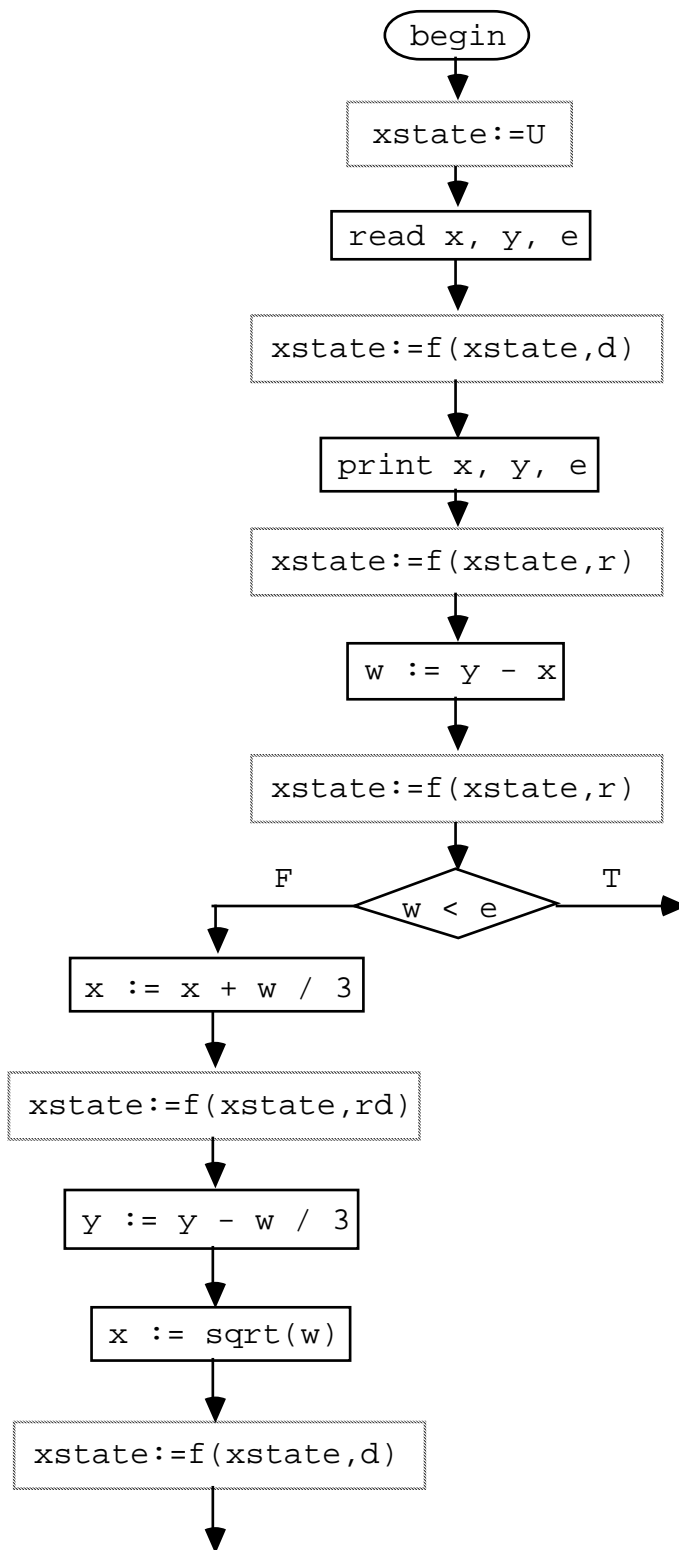 begin
xstate:=U
read x, y, e
xstate:=f(xstate,d)
print x, y, e
xstate:=f(xstate,r)
w := y - x
xstate:=f(xstate,r)
F
T
w < e
x := x + w / 3
xstate:=f(xstate,rd)
y := y - w / 3
x := sqrt(w)
xstate:=f(xstate,d)